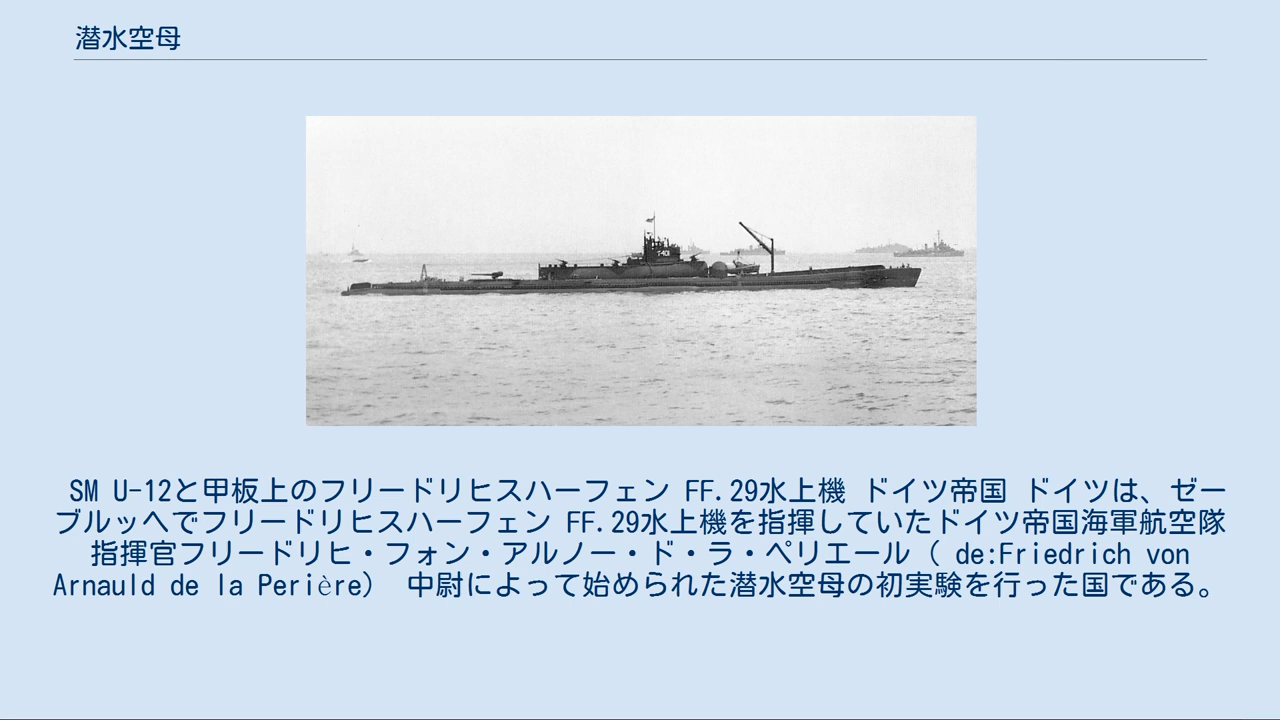 潜水空母
SM U-12と甲板上のフリードリヒスハーフェン FF.29水上機 ドイツ帝国 ドイツは、ゼー
ブルッヘでフリードリヒスハーフェン FF.29水上機を指揮していたドイツ帝国海軍航空隊
指揮官フリードリヒ・フォン・アルノー・ド・ラ・ペリエール（ de:Friedrich von
Arnauld de la Perière） 中尉によって始められた潜水空母の初実験を行った国である。